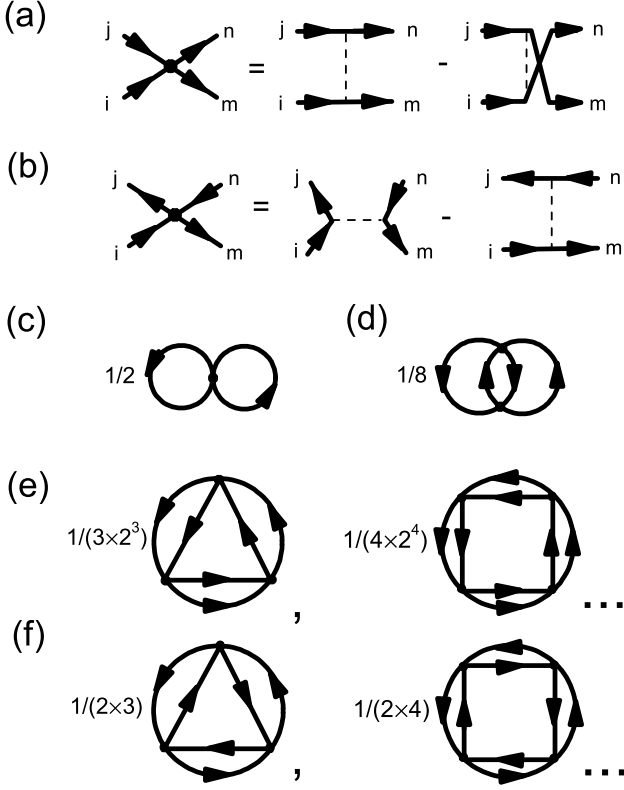 (a)
j n j n j n
= -
i m i m i m
(b)
j n j n j n
= -
i m i m i m
(c) (d)
1/2 1/8
(e)
1/(3×2³) 1/(4×2⁴)
, ...
(f)
1/(2×3) 1/(2×4)
, ...